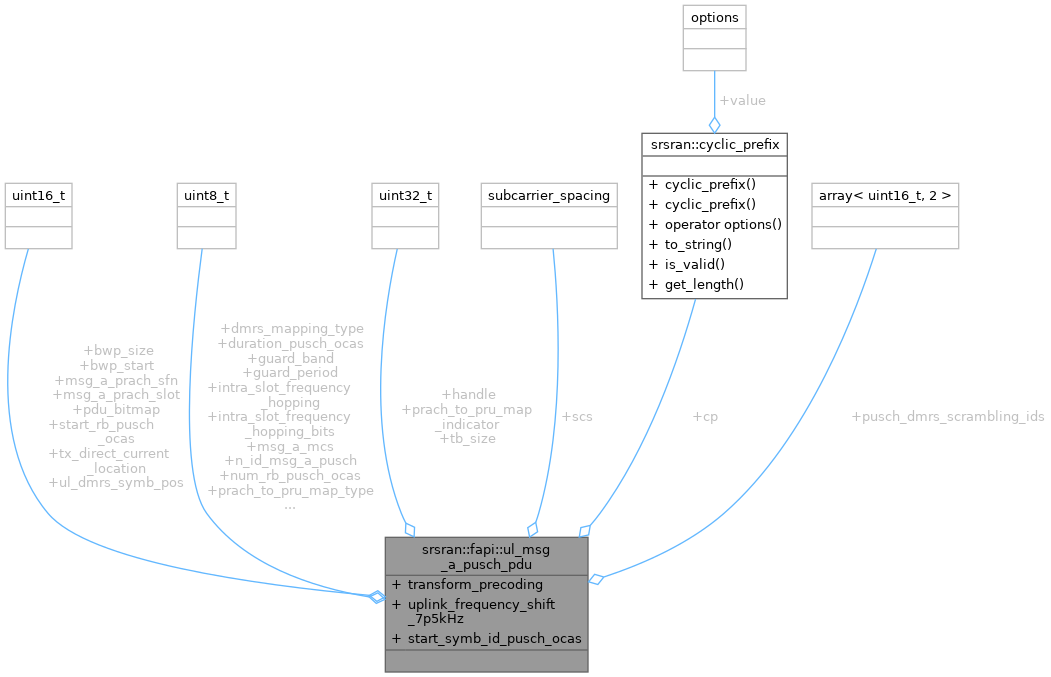 options
+value
srsran::cyclic_prefix
+ cyclic_prefix()
+ cyclic_prefix()
+ operator options()
+ to_string()
+ is_valid()
+ get_length()
uint16_t
uint8_t
uint32_t
subcarrier_spacing
array< uint16_t, 2 >
+bwp_size
+bwp_start
+msg_a_prach_sfn
+msg_a_prach_slot
+pdu_bitmap
+start_rb_pusch
_ocas
+tx_direct_current
_location
+ul_dmrs_symb_pos
+dmrs_mapping_type
+duration_pusch_ocas
+guard_band
+guard_period
+intra_slot_frequency
_hopping
+intra_slot_frequency
_hopping_bits
+msg_a_mcs
+n_id_msg_a_pusch
+num_rb_pusch_ocas
+prach_to_pru_map_type
...
+handle
+prach_to_pru_map
_indicator
+tb_size
+scs
+cp
+pusch_dmrs_scrambling_ids
srsran::fapi::ul_msg
_a_pusch_pdu
+ transform_precoding
+ uplink_frequency_shift
_7p5kHz
+ start_symb_id_pusch_ocas